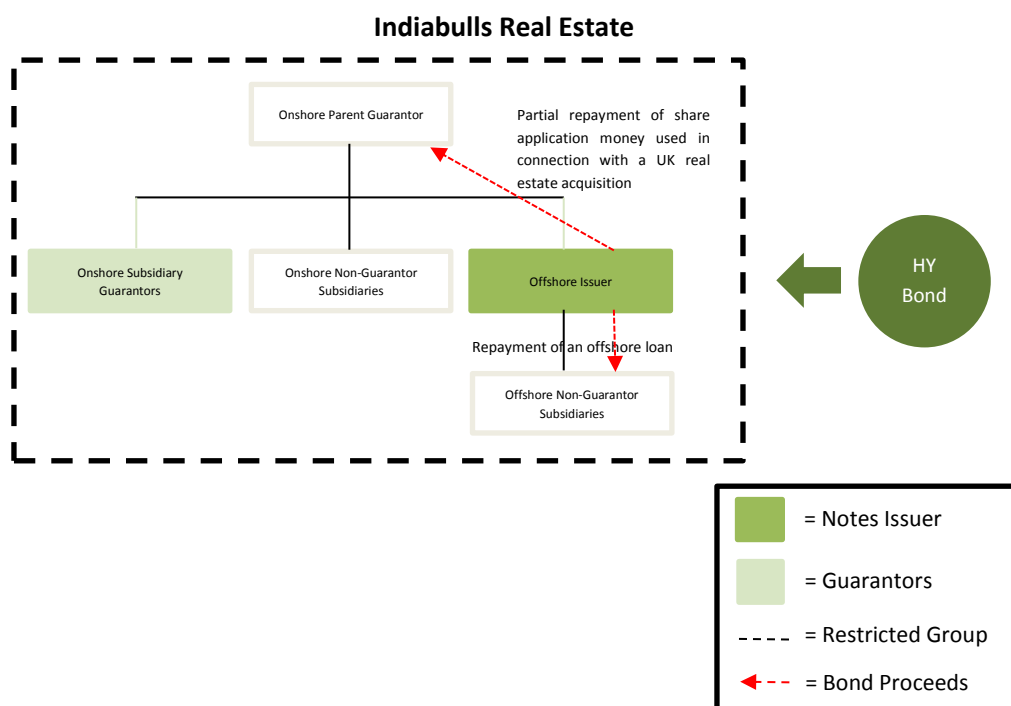 Indiabulls Real Estate
Onshore Parent Guarantor
Partial repayment of share
application money used in
connection with a UK real
estate acquisition
Onshore Subsidiary
Guarantors
Onshore Non-Guarantor
Subsidiaries
Offshore Issuer
HY
Bond
Repayment of an offshore loan
Offshore Non-Guarantor
Subsidiaries
= Notes Issuer
= Guarantors
= Restricted Group
= Bond Proceeds